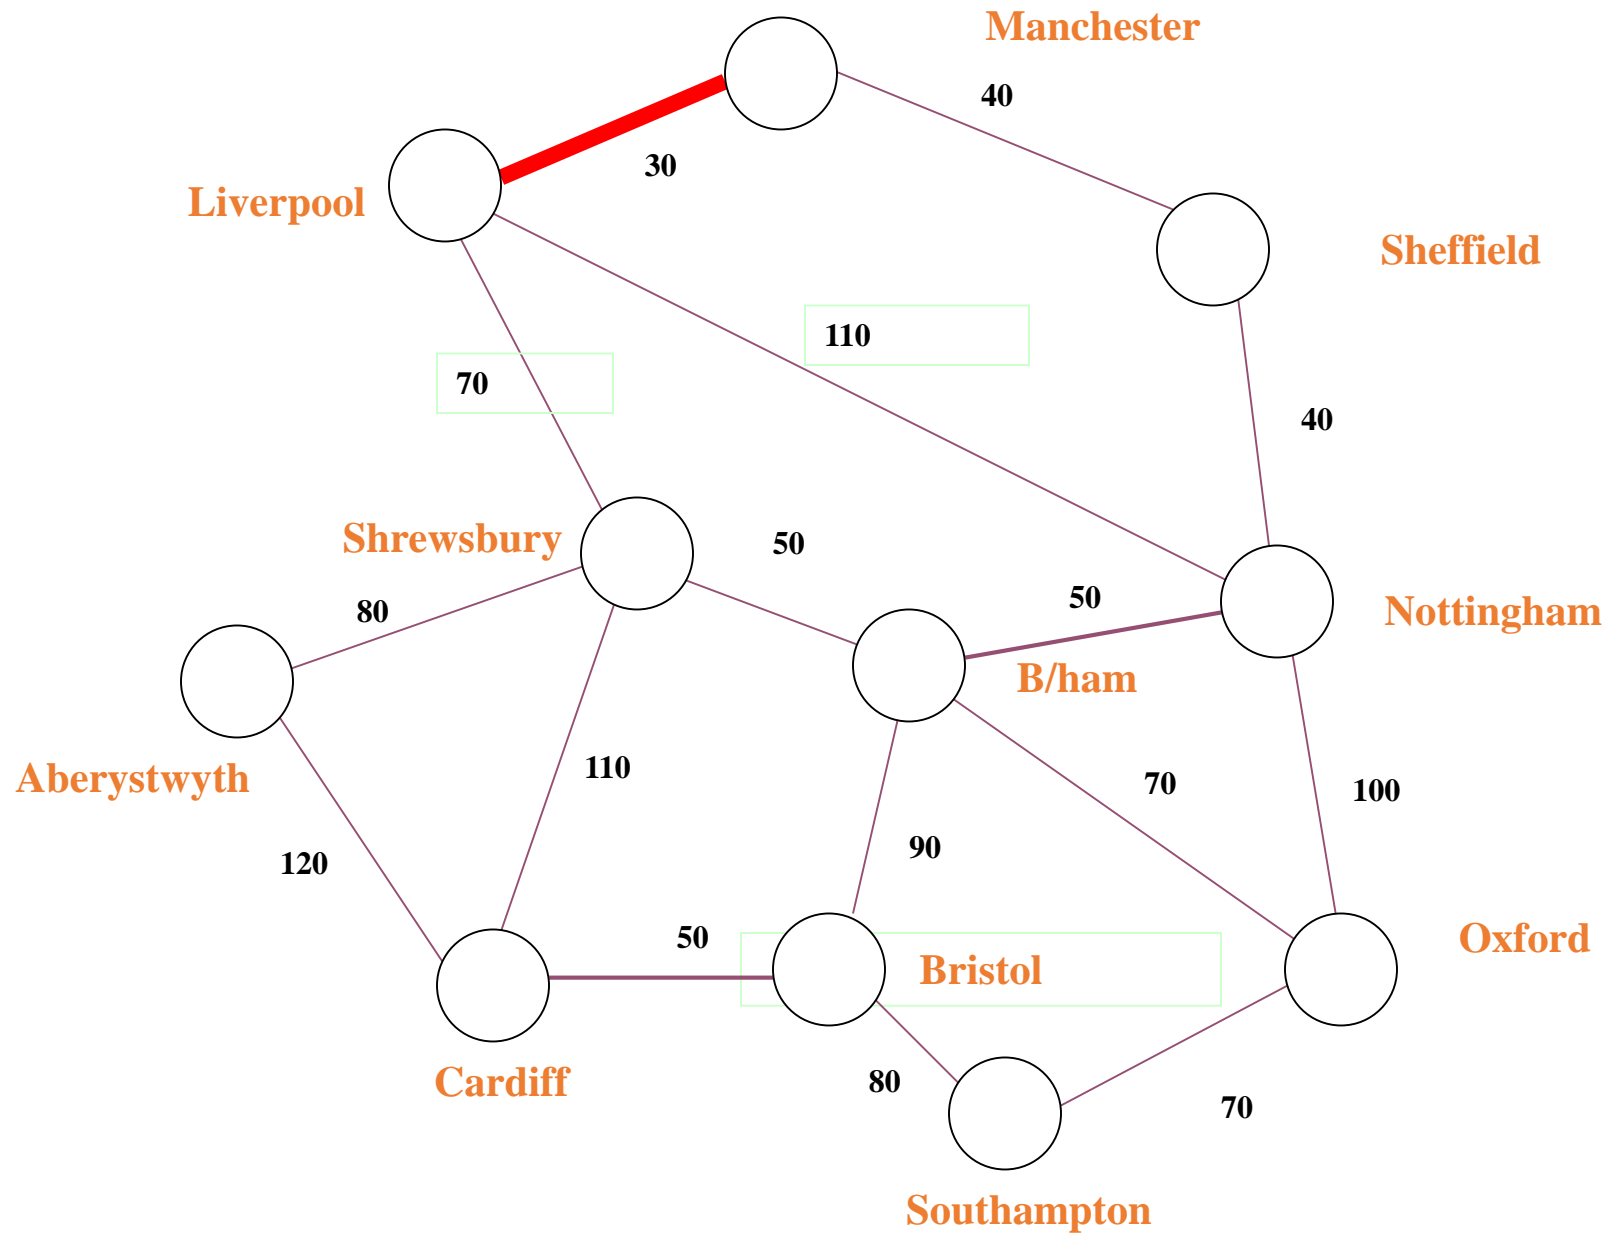 Manchester
40
30
Liverpool
Sheffield
110
70
40
Shrewsbury
50
50
80
Nottingham
B/ham
Aberystwyth
110
70
100
90
120
50
Oxford
Bristol
Cardiff
80
70
Southampton